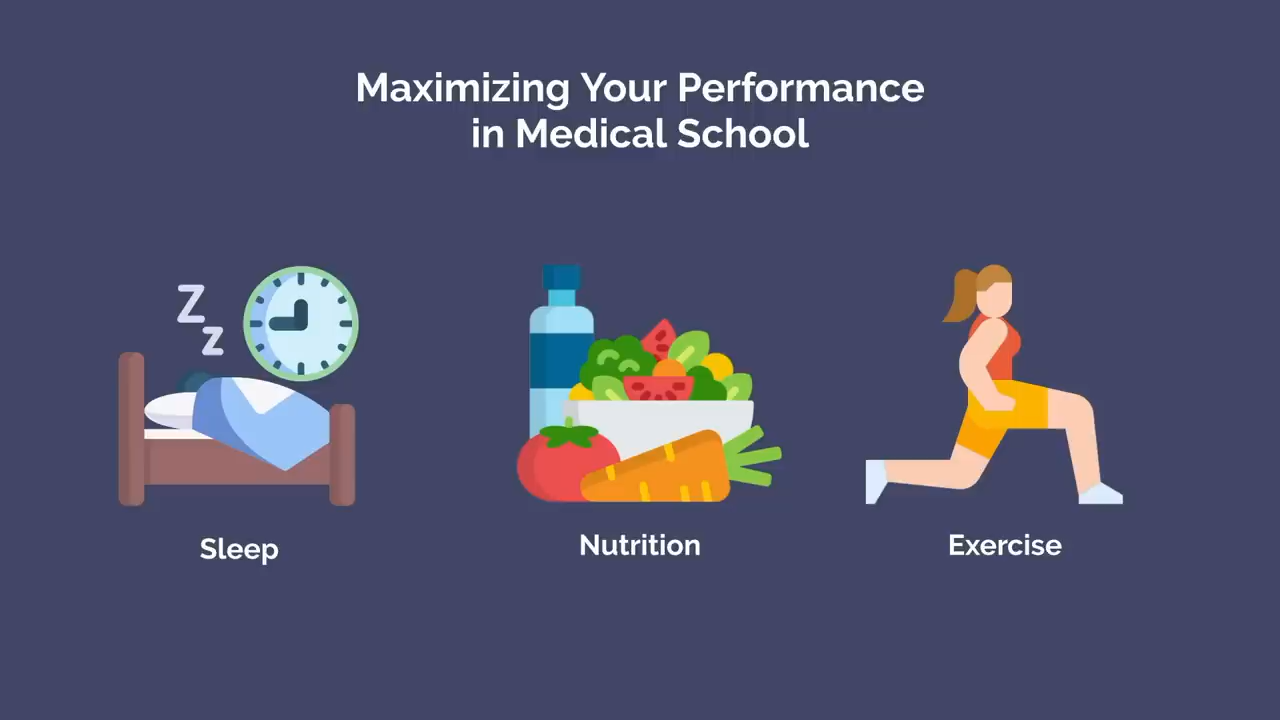 Maximizing Your Performance
in Medical School
Z
z
Sleep
Nutrition
Exercise